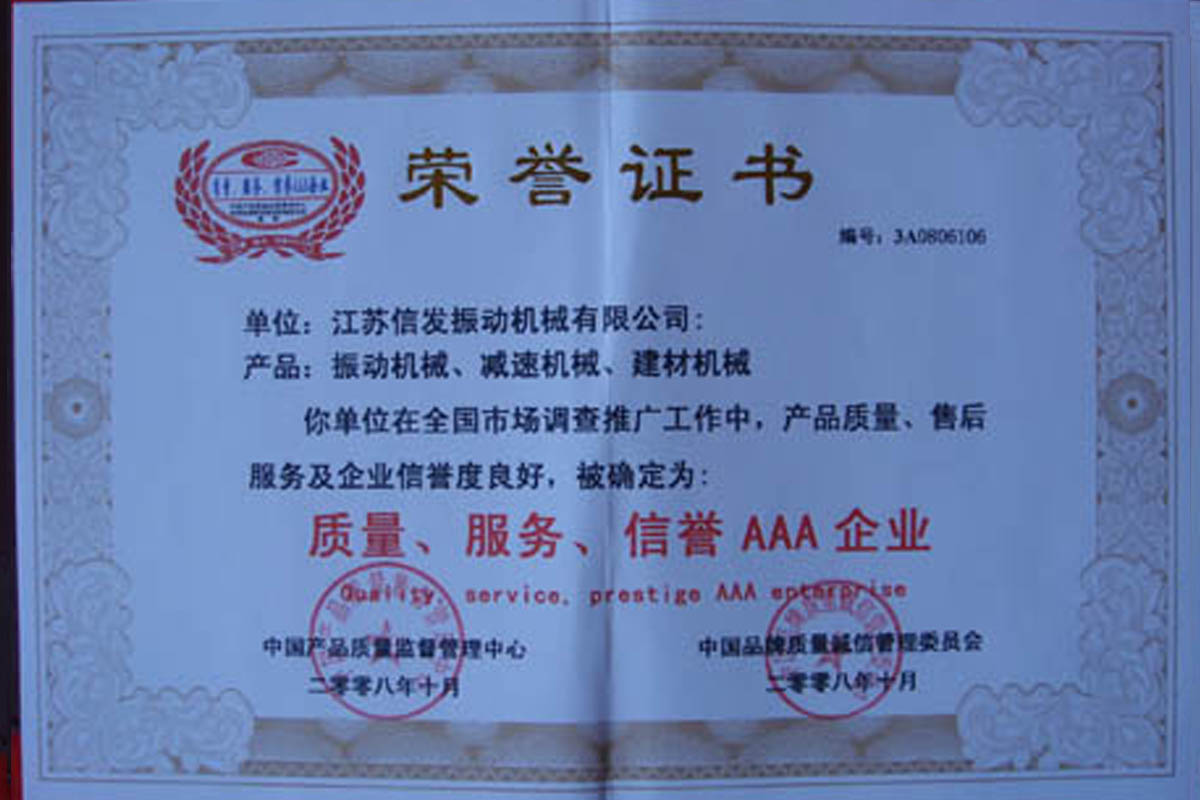 荣誉证书
编号：3A0806106
单位：江苏信发振动机械有限公司：
产品：振动机械、减速机械、建材机械
你单位在全国市场调查推广工作中，产品质量、售后
服务及企业信誉度良好，被确定为：
质量、服务、信誉 AAA 企业
Quality, service, prestige AAA enterprise
中国产品质量监督管理中心
中国品牌质量誠信管理委员会
二零零八年十月
二零零八年十月